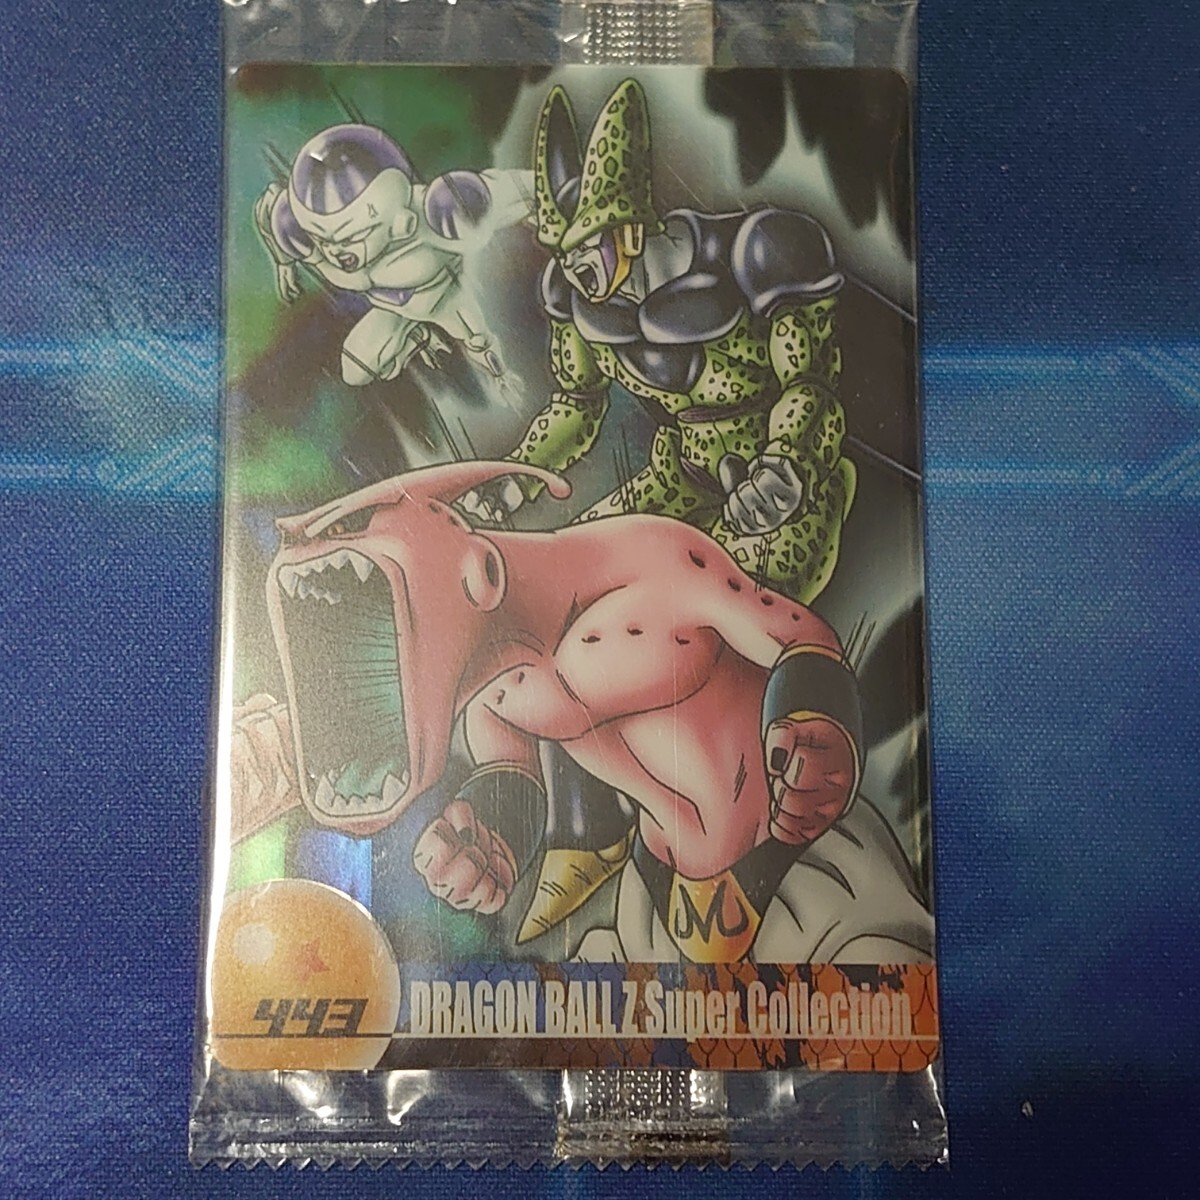 443
DRAGON BALL Z Super Collection